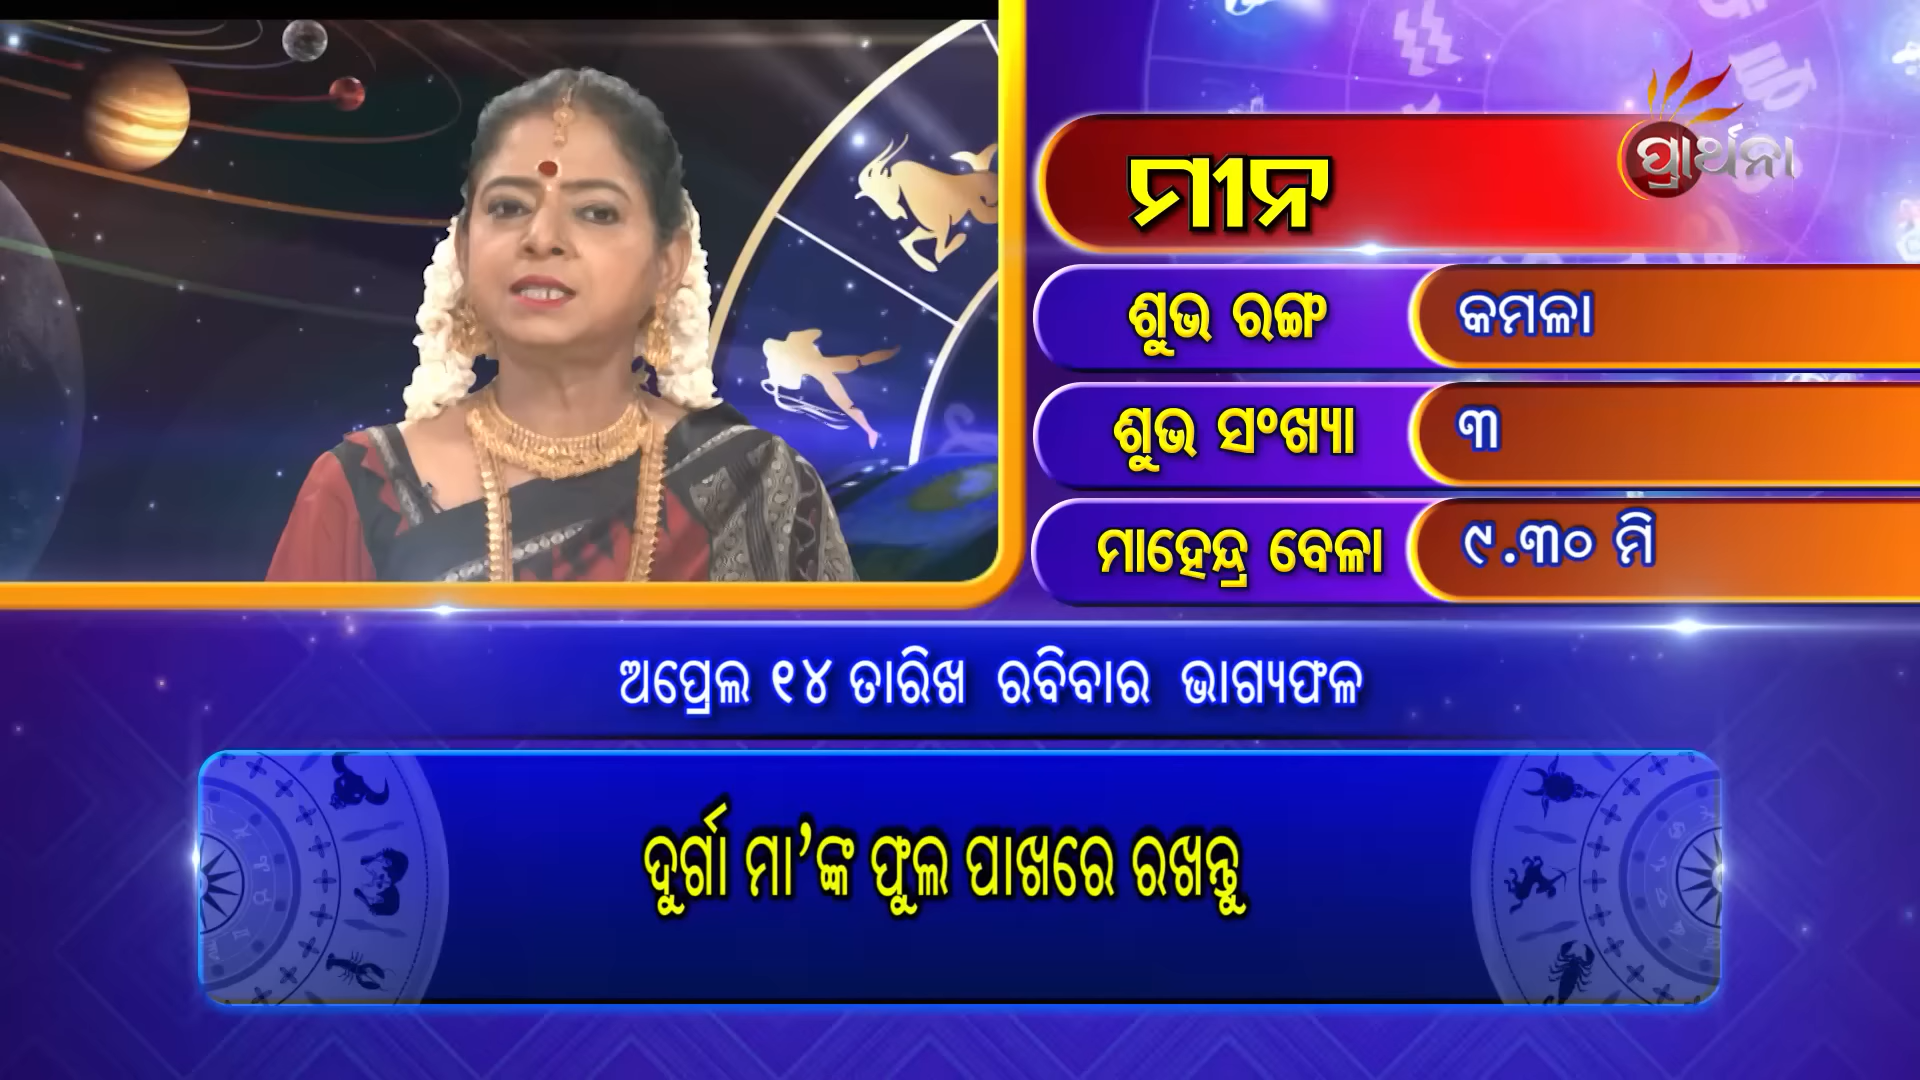 ମୀନ
ପ୍ରାର୍ଥନା
ଶୁଭ ରଙ୍ଗ
କମଳା
ଶୁଭ ସଂଖ୍ୟା
୩
ମାହେନ୍ଦ୍ର ବେଳା
୯.୩୦ ମି
ଅପ୍ରେଲ ୧୪ ତାରିଖ ରବିବାର ଭାଗ୍ୟଫଳ
ଦୁର୍ଗା ମା’ଙ୍କ ଫୁଲ ପାଖରେ ରଖନ୍ତୁ